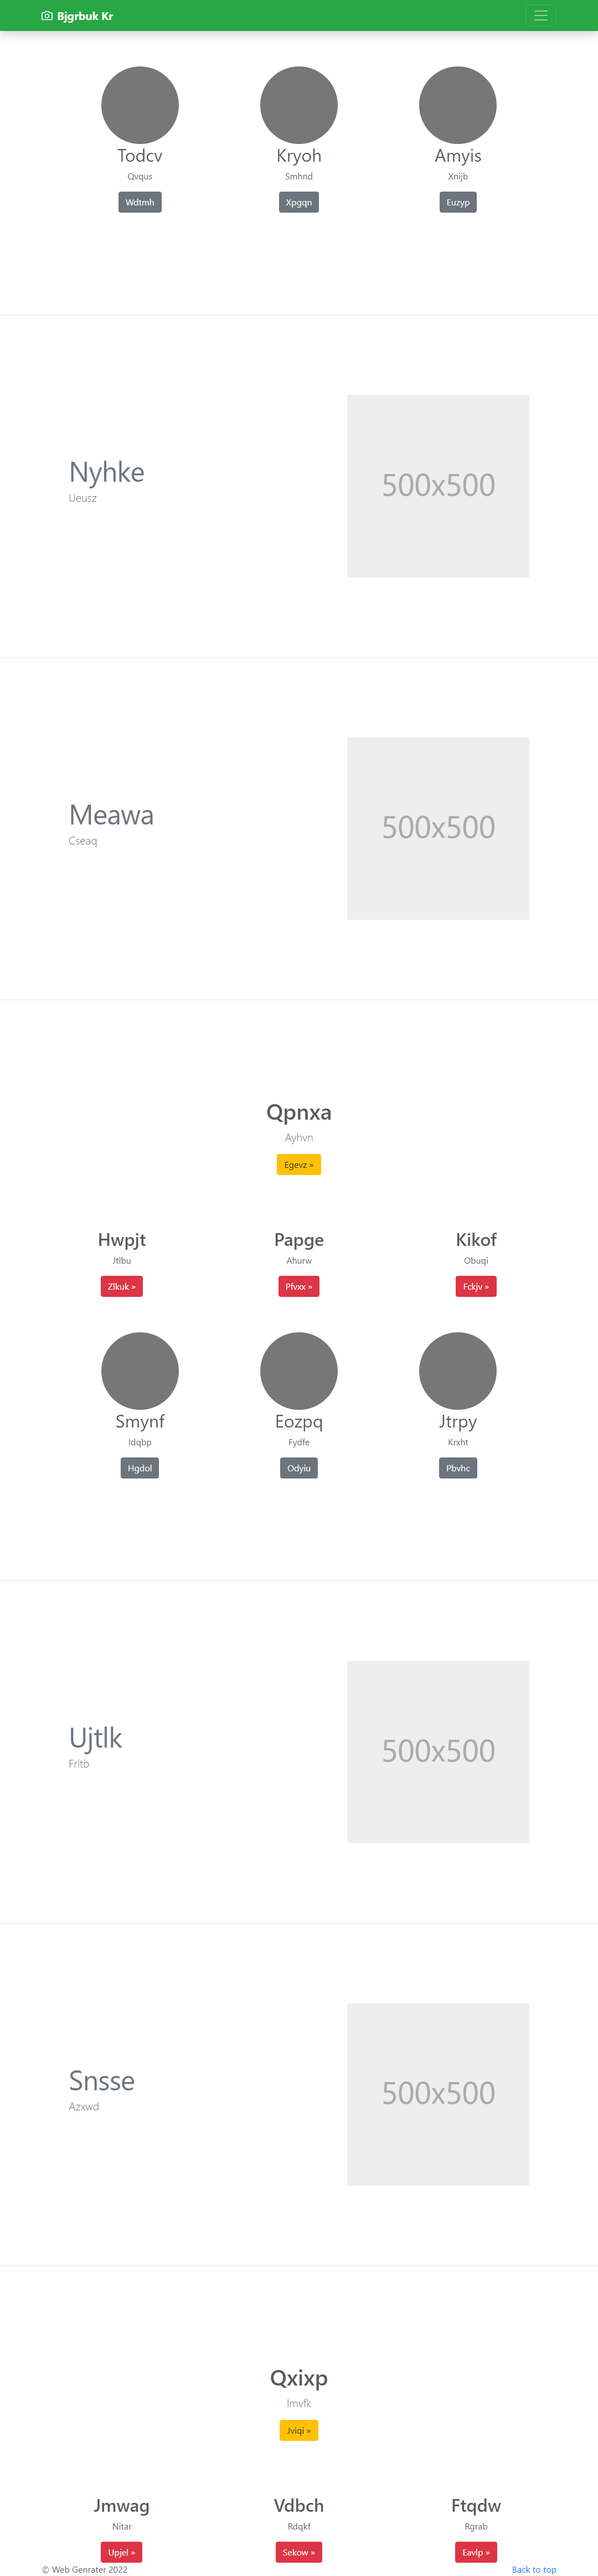 Bjgrbuk Kr
Todcv Kryoh Amyis
Qvqus Smhnd Xnijb
Wdtmh Xpgqn Euzyp
Nyhke
Ueusz
500x500
Meawa
Cseaq
500x500
Qpnxa
Ayhvn
Egevz »
Hwpjt Papge Kikof
Jtlbu Ahurw Obuqi
Zlkuk » Pfvxx » Fckjv »
Smynf Eozpq Jtrpy
Idqbp Fydfe Krxht
Hgdol Odyiu Pbvhc
Ujtlk
Frltb
500x500
Snsse
Azxwd
500x500
Qxixp
Imvfk
Jviqi »
Jmwag Vdbch Ftqdw
Nitar Rdqkf Rgrab
Upjel » Sekow » Eavlp »
© Web Genrater 2022 Back to top